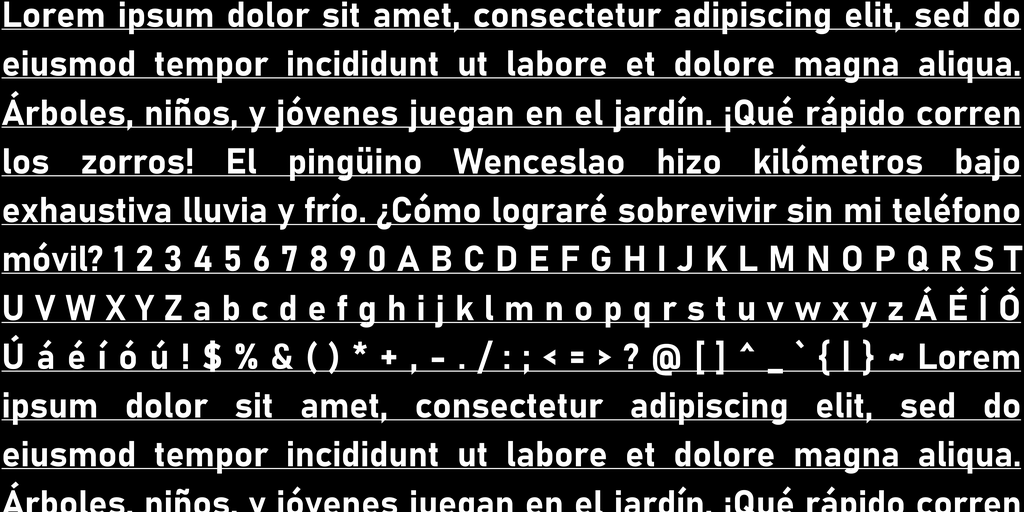 Lorem ipsum dolor sit amet, consectetur adipiscing elit, sed do
eiusmod tempor incididunt ut labore et dolore magna aliqua.
Árboles, niños, y jóvenes juegan en el jardín. ¡Qué rápido corren
los zorros! El pingüino Wenceslao hizo kilómetros bajo
exhaustiva lluvia y frío. ¿Cómo lograré sobrevivir sin mi teléfono
móvil? 1 2 3 4 5 6 7 8 9 0 A B C D E F G H I J K L M N O P Q R S T
U V W X Y Z a b c d e f g h i j k l m n o p q r s t u v w x y z Á É Í Ó
Ú á é í ó ú ! $ % & ( ) * + , - . / : ; < = > ? @ [ ] ^ _ ` { | } ~ Lorem
ipsum dolor sit amet, consectetur adipiscing elit, sed do
eiusmod tempor incididunt ut labore et dolore magna aliqua.
Árboles, niños, y jóvenes juegan en el jardín. ¡Qué rápido corren